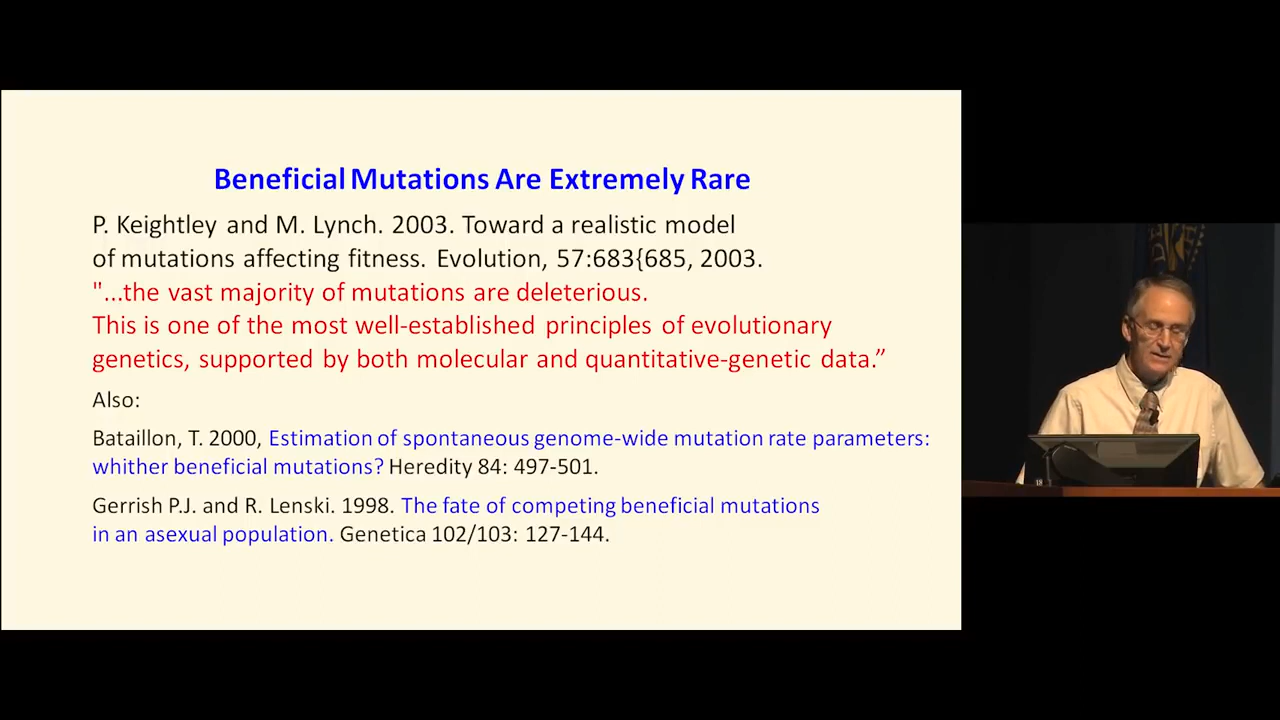 Beneficial Mutations Are Extremely Rare
P. Keightley and M. Lynch. 2003. Toward a realistic model
of mutations affecting fitness. Evolution, 57:683{685, 2003.
"...the vast majority of mutations are deleterious.
This is one of the most well-established principles of evolutionary
genetics, supported by both molecular and quantitative-genetic data.”
Also:
Bataillon, T. 2000, Estimation of spontaneous genome-wide mutation rate parameters:
whither beneficial mutations? Heredity 84: 497-501.
Gerrish P.J. and R. Lenski. 1998. The fate of competing beneficial mutations
in an asexual population. Genetica 102/103: 127-144.